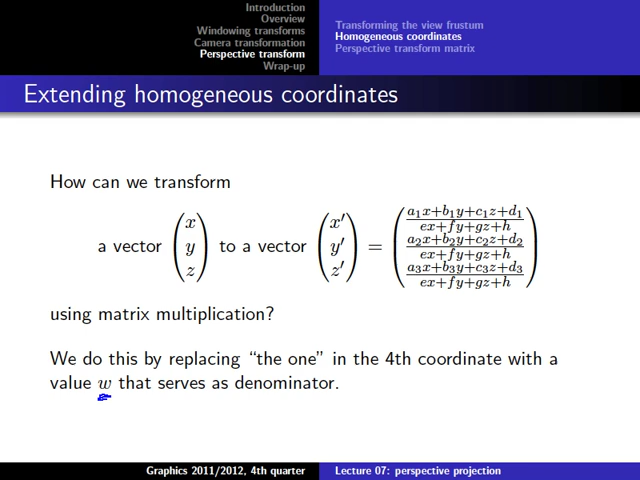 Introduction
Overview
Windowing transforms
Camera transformation
Perspective transform
Wrap-up
Transforming the view frustum
Homogeneous coordinates
Perspective transform matrix
Extending homogeneous coordinates
How can we transform
a vector (x y z) to a vector (x′ y′ z′) = 
a₁x+b₁y+c₁z+d₁
ex+fy+gz+h
a₂x+b₂y+c₂z+d₂
ex+fy+gz+h
a₃x+b₃y+c₃z+d₃
ex+fy+gz+h
using matrix multiplication?
We do this by replacing “the one” in the 4th coordinate with a
value w that serves as denominator.
Graphics 2011/2012, 4th quarter
Lecture 07: perspective projection